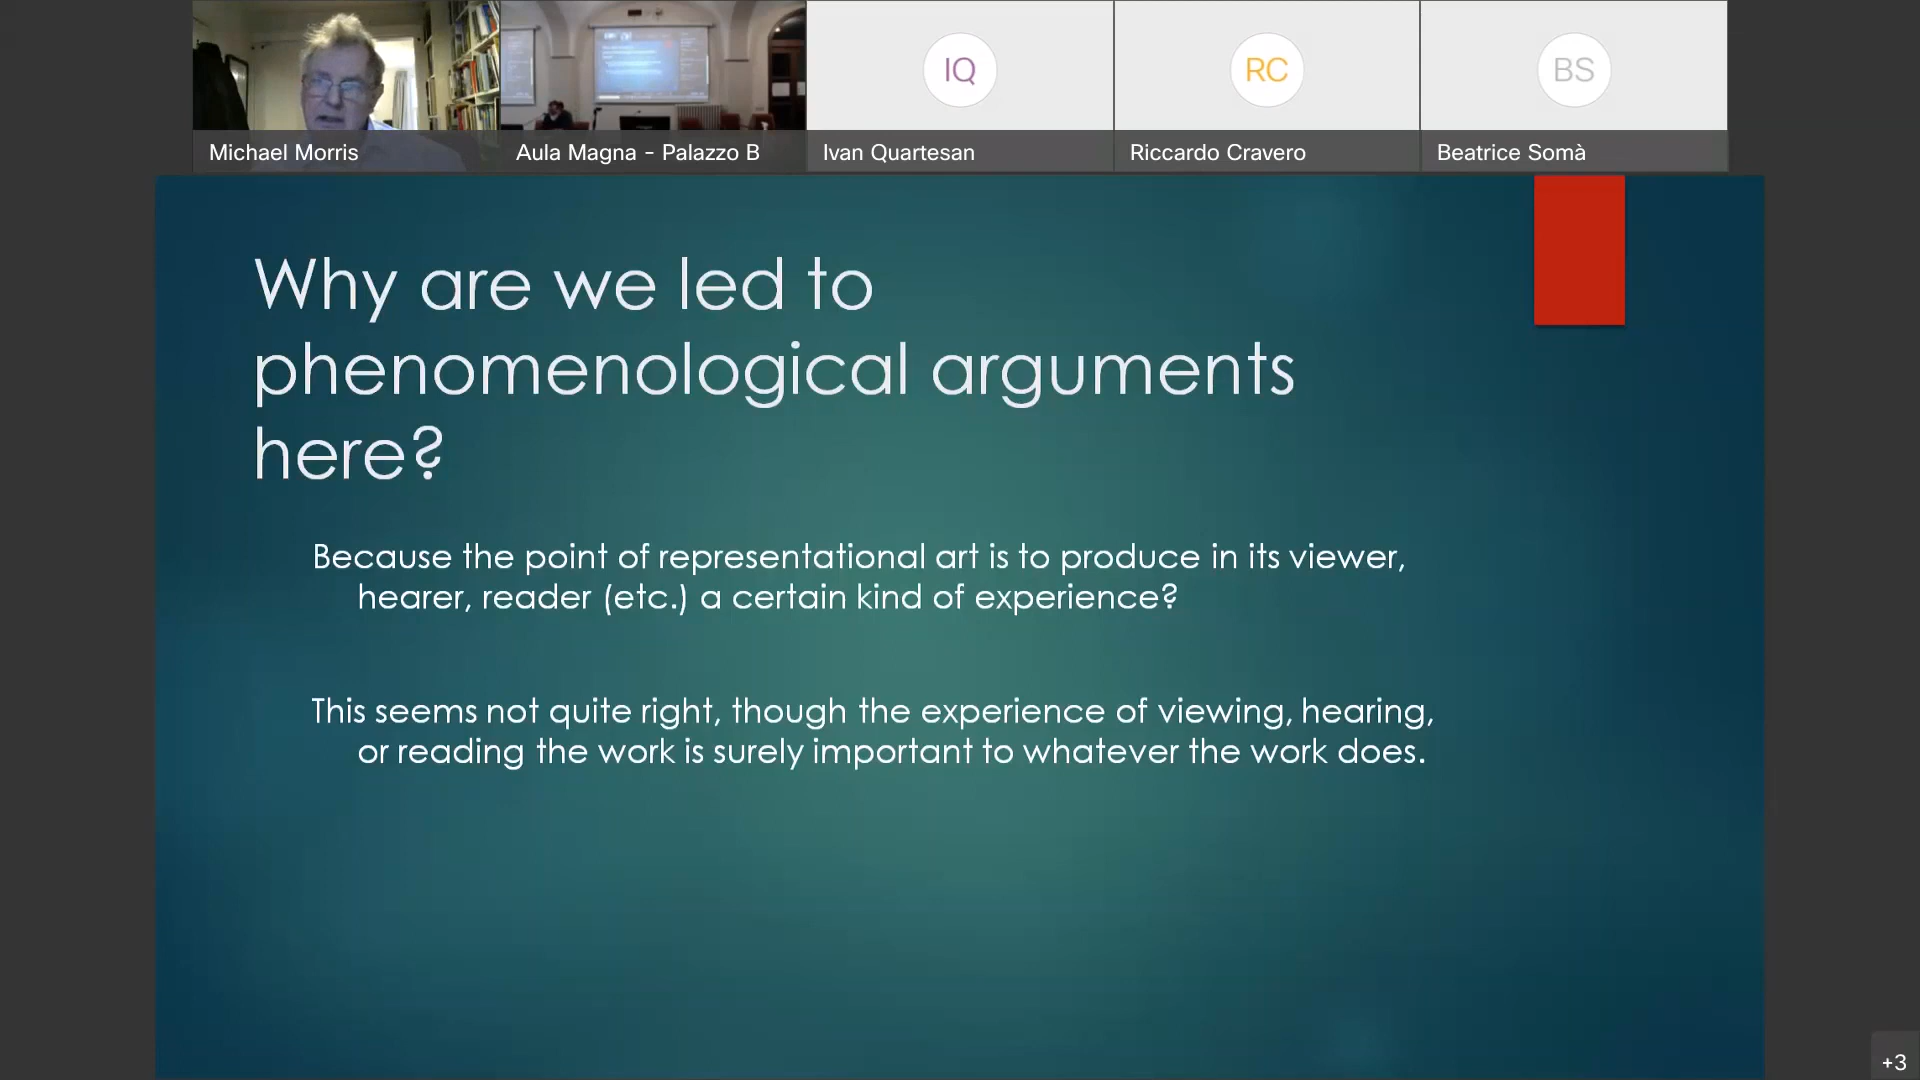 IQ
RC
BS
Michael Morris
Aula Magna - Palazzo B
Ivan Quartesan
Riccardo Cravero
Beatrice Somà
Why are we led to
phenomenological arguments
here?
Because the point of representational art is to produce in its viewer,
hearer, reader (etc.) a certain kind of experience?
This seems not quite right, though the experience of viewing, hearing,
or reading the work is surely important to whatever the work does.
+3